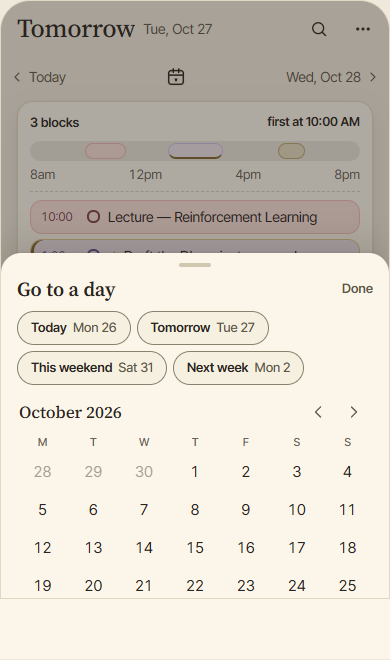 Tomorrow Tue, Oct 27
Today Wed, Oct 28
3 blocks first at 10:00 AM
8am 12pm 4pm 8pm
10:00 Lecture — Reinforcement Learning
Go to a day Done
Today Mon 26 Tomorrow Tue 27
This weekend Sat 31 Next week Mon 2
October 2026
M T W T F S S
28 29 30 1 2 3 4
5 6 7 8 9 10 11
12 13 14 15 16 17 18
19 20 21 22 23 24 25